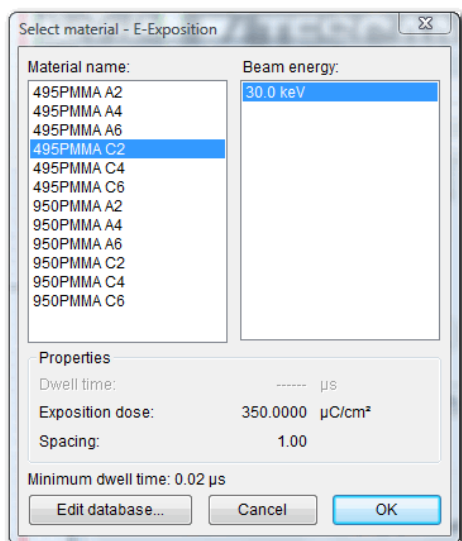 Select material - E-Exposition
Material name:
Beam energy:
495PMMA A2
495PMMA A4
495PMMA A6
495PMMA C2
495PMMA C4
495PMMA C6
950PMMA A2
950PMMA A4
950PMMA A6
950PMMA C2
950PMMA C4
950PMMA C6
30.0 keV
Properties
Dwell time: ------ µs
Exposition dose: 350.0000 µC/cm²
Spacing: 1.00
Minimum dwell time: 0.02 µs
Edit database... Cancel OK